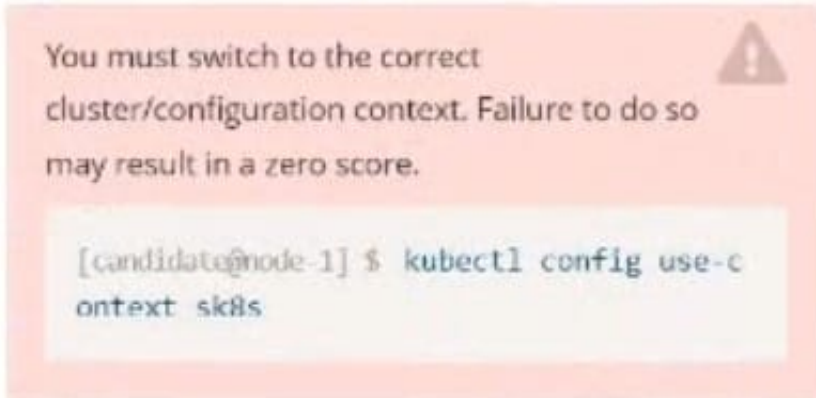 You must switch to the correct
cluster/configuration context. Failure to do so
may result in a zero score.
[candidate@node-1] $ kubectl config use-c
ontext sk8s